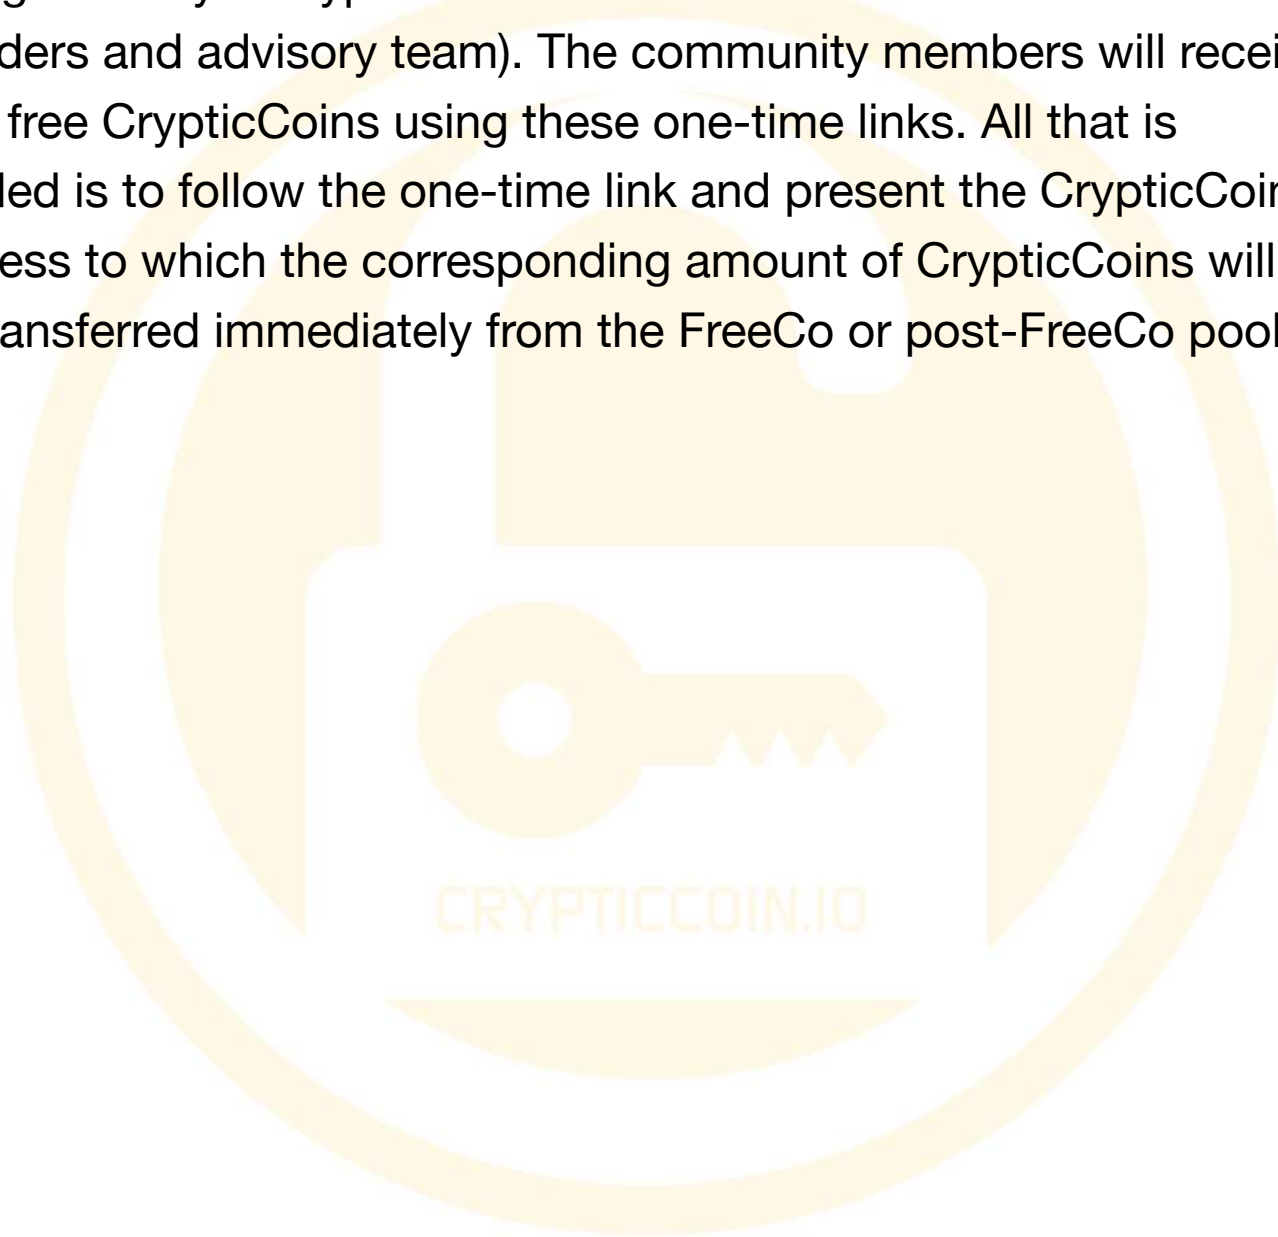 ders and advisory team). The community members will recei
free CrypticCoins using these one-time links. All that is
led is to follow the one-time link and present the CrypticCoin
ess to which the corresponding amount of CrypticCoins will
ansferred immediately from the FreeCo or post-FreeCo pool
CRYPTICCOIN.IO